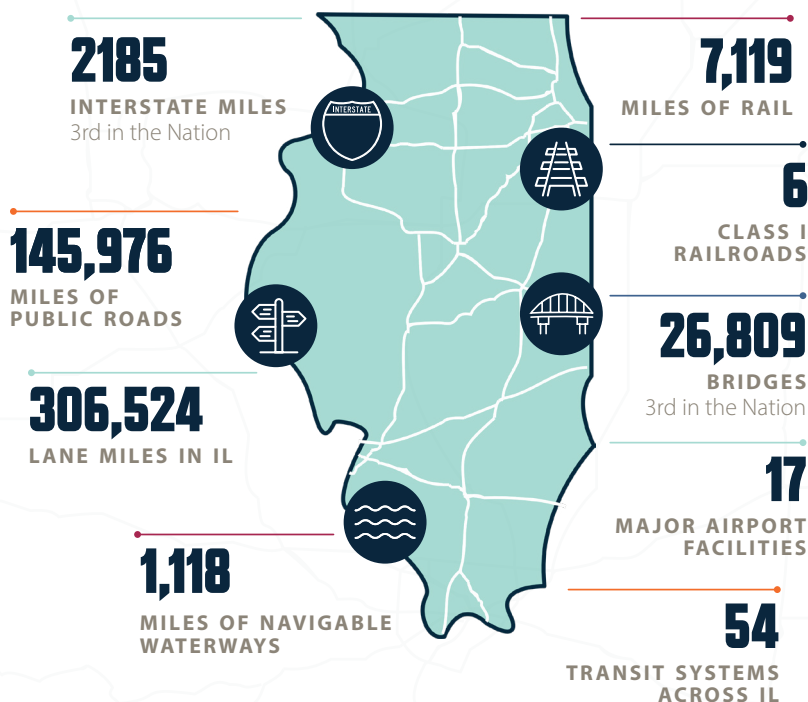 2185
INTERSTATE MILES
3rd in the Nation
145,976
MILES OF
PUBLIC ROADS
306,524
LANE MILES IN IL
1,118
MILES OF NAVIGABLE
WATERWAYS
INTERSTATE
7,119
MILES OF RAIL
6
CLASS I
RAILROADS
26,809
BRIDGES
3rd in the Nation
17
MAJOR AIRPORT
FACILITIES
54
TRANSIT SYSTEMS
ACROSS IL